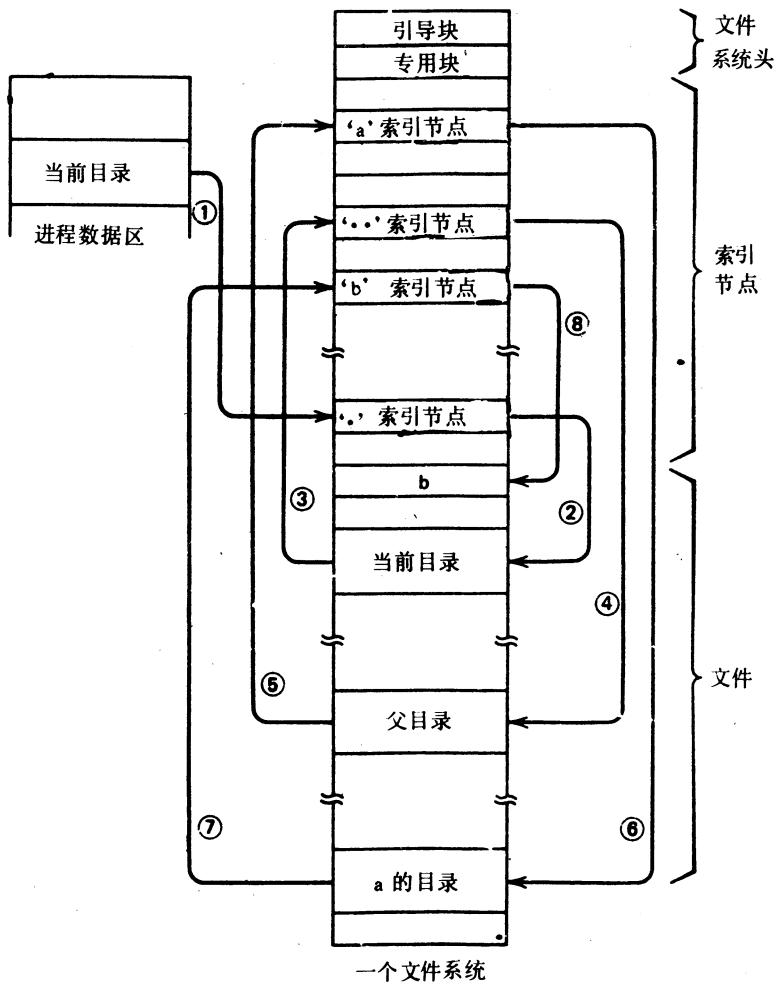 引导块
专用块
文件
系统头
'a'索引节点
当前目录
①
进程数据区
'··'索引节点
索引
节点
'b' 索引节点
⑧
'.' 索引节点
b
③
②
当前目录
④
⑤
文件
父目录
⑦
⑥
a 的目录
一个文件系统